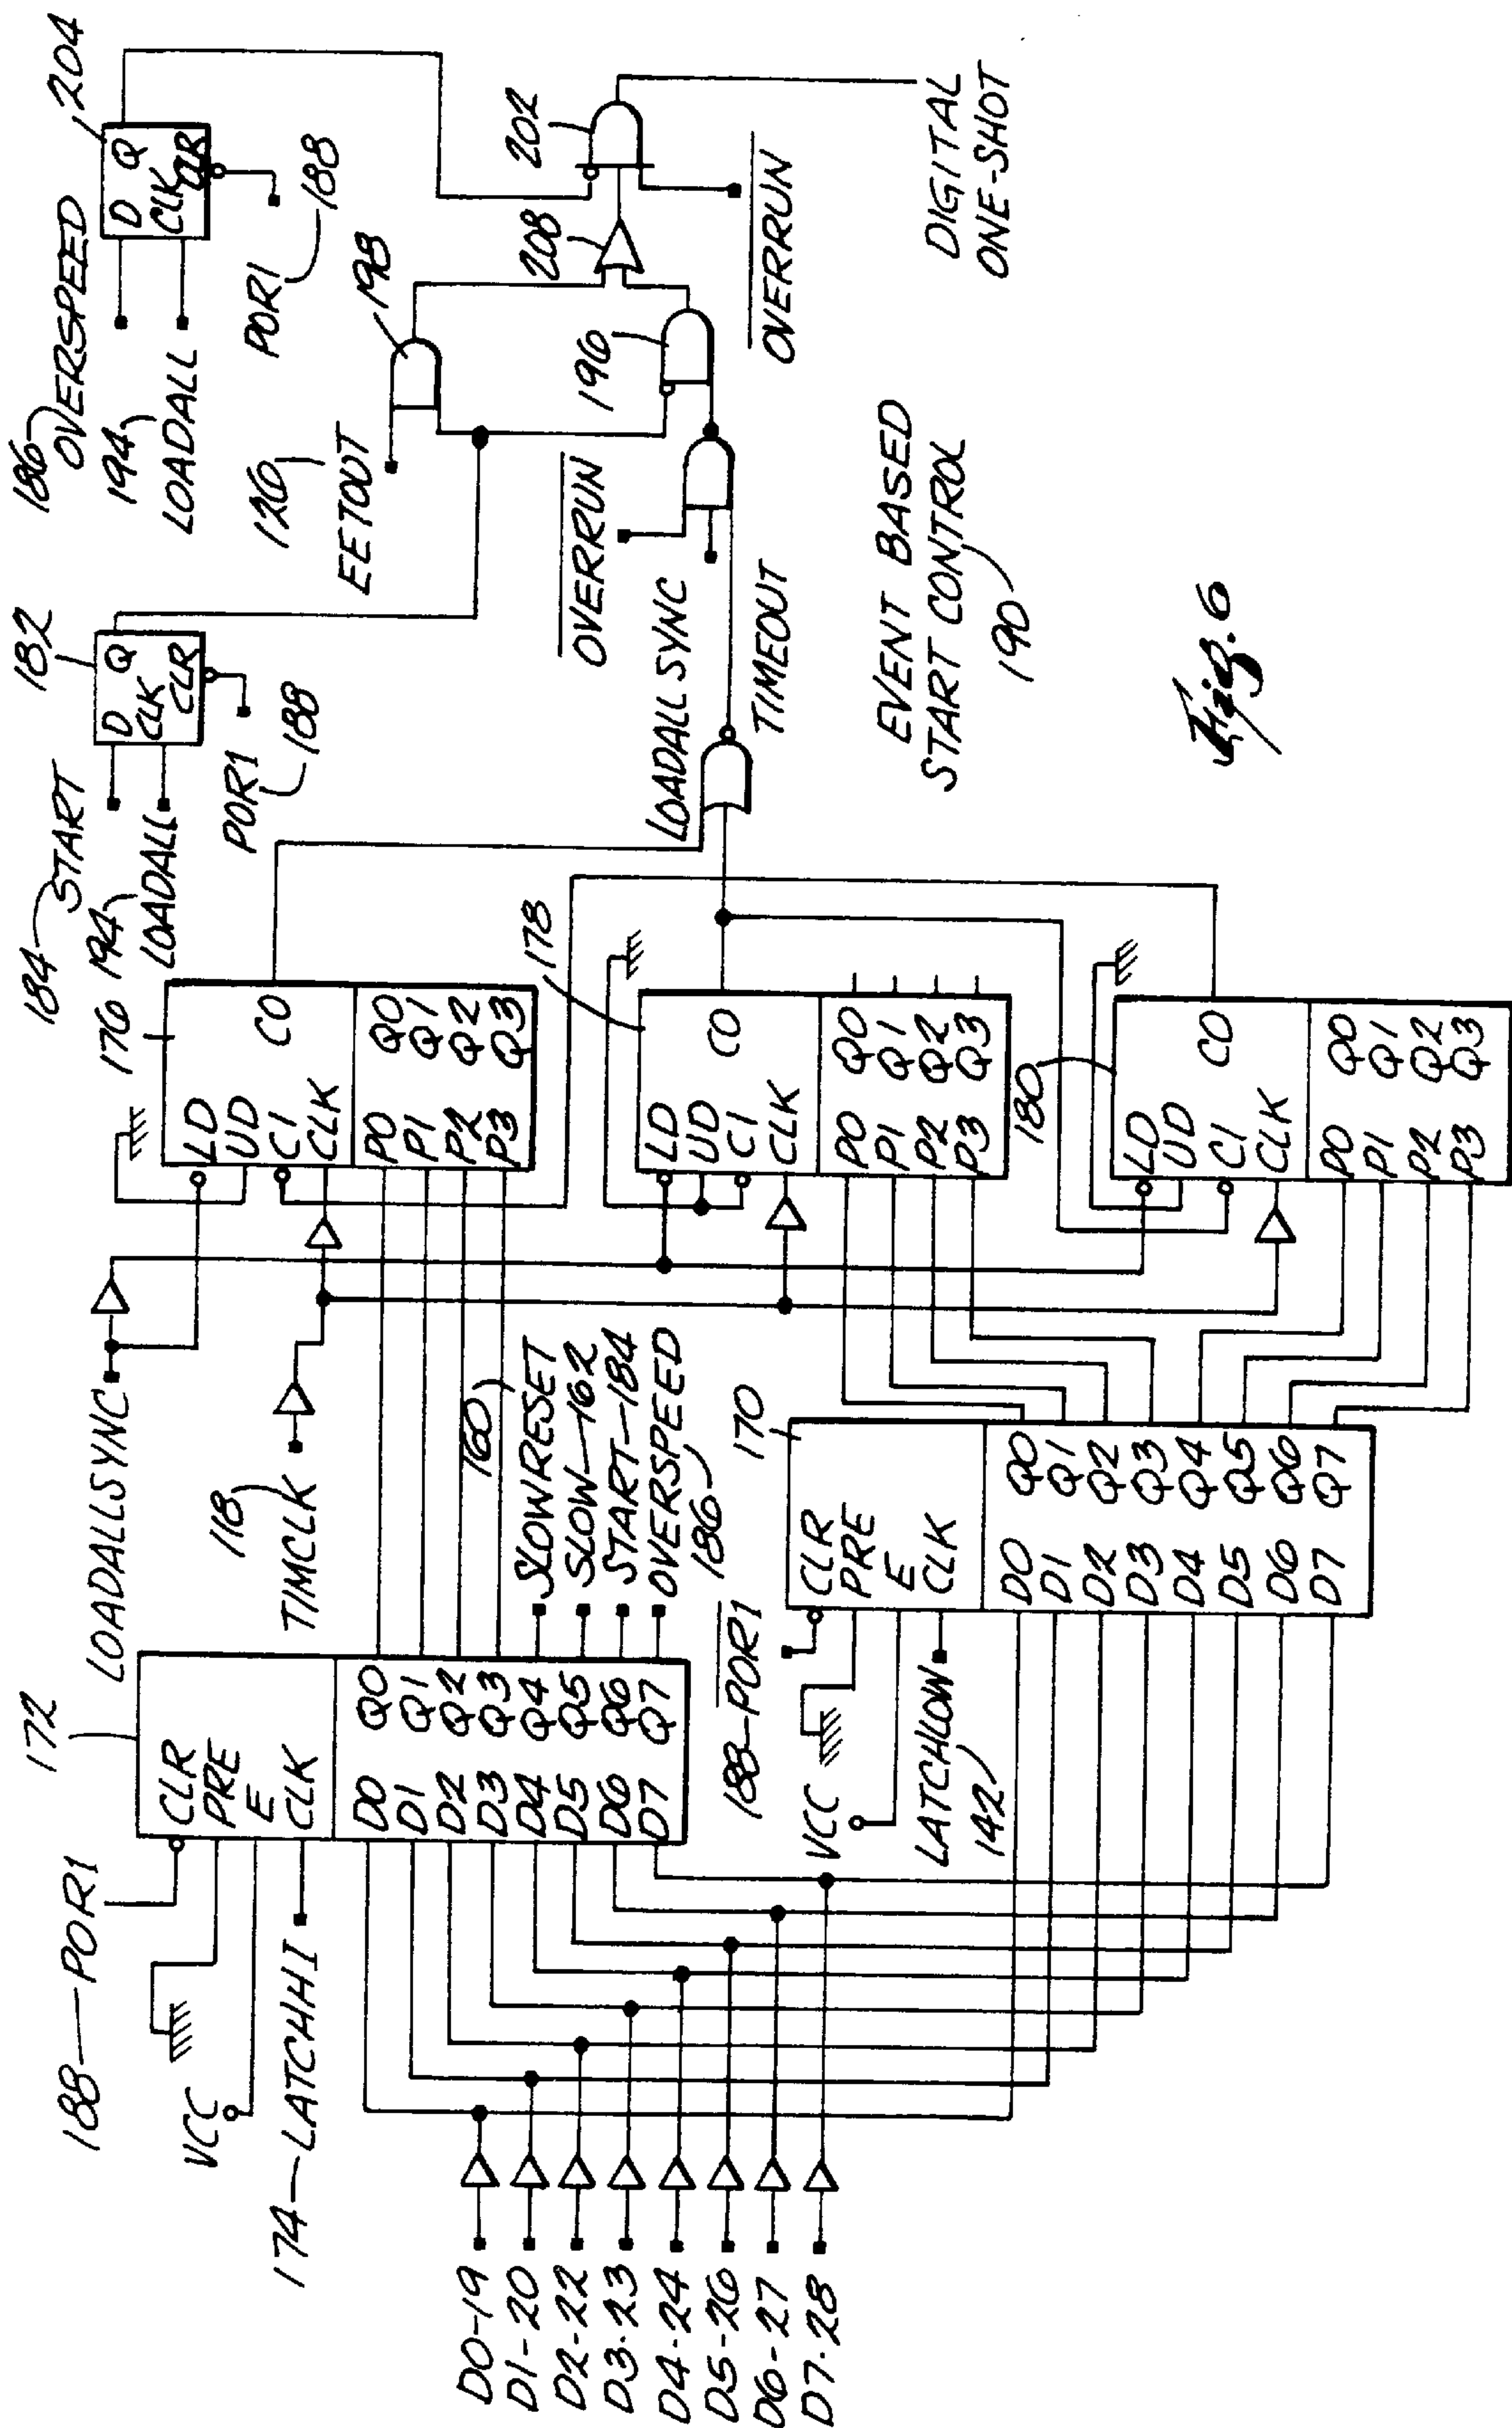 188—PORI
VCC
174—LATCHHI
172
CLR
PRE
E
CLK
D0 Q0
D1 Q1
D2 Q2
D3 Q3
D4 Q4
D5 Q5
D6 Q6
D7 Q7
D0-19
D1-20
D2-22
D3-23
D4-24
D5-26
D6-27
D7-28
LOADALLSYNC
118
TIMCLK
160
SLOWRESET
SLOW—162
START—184
OVERSPEED
186
188—PORI
VCC
LATCHLOW
142
170
CLR
PRE
E
CLK
D0 Q0
D1 Q1
D2 Q2
D3 Q3
D4 Q4
D5 Q5
D6 Q6
D7 Q7
176
LD
UD
CI
CLK
CO
P0 Q0
P1 Q1
P2 Q2
P3 Q3
178
LD
UD
CI
CLK
CO
P0 Q0
P1 Q1
P2 Q2
P3 Q3
180
LD
UD
CI
CLK
CO
P0 Q0
P1 Q1
P2 Q2
P3 Q3
184
START
194
LOADALL
182
D Q
CLK
CLR
PORI
188
186
OVERSPEED
194
LOADALL
204
D Q
CLK
CLR
PORI
188
126
EETOUT
198
OVERRUN
LOADALLSYNC
TIMEOUT
196
208
202
OVERRUN
DIGITAL
ONE-SHOT
EVENT BASED
START CONTROL
190
Fig. 6